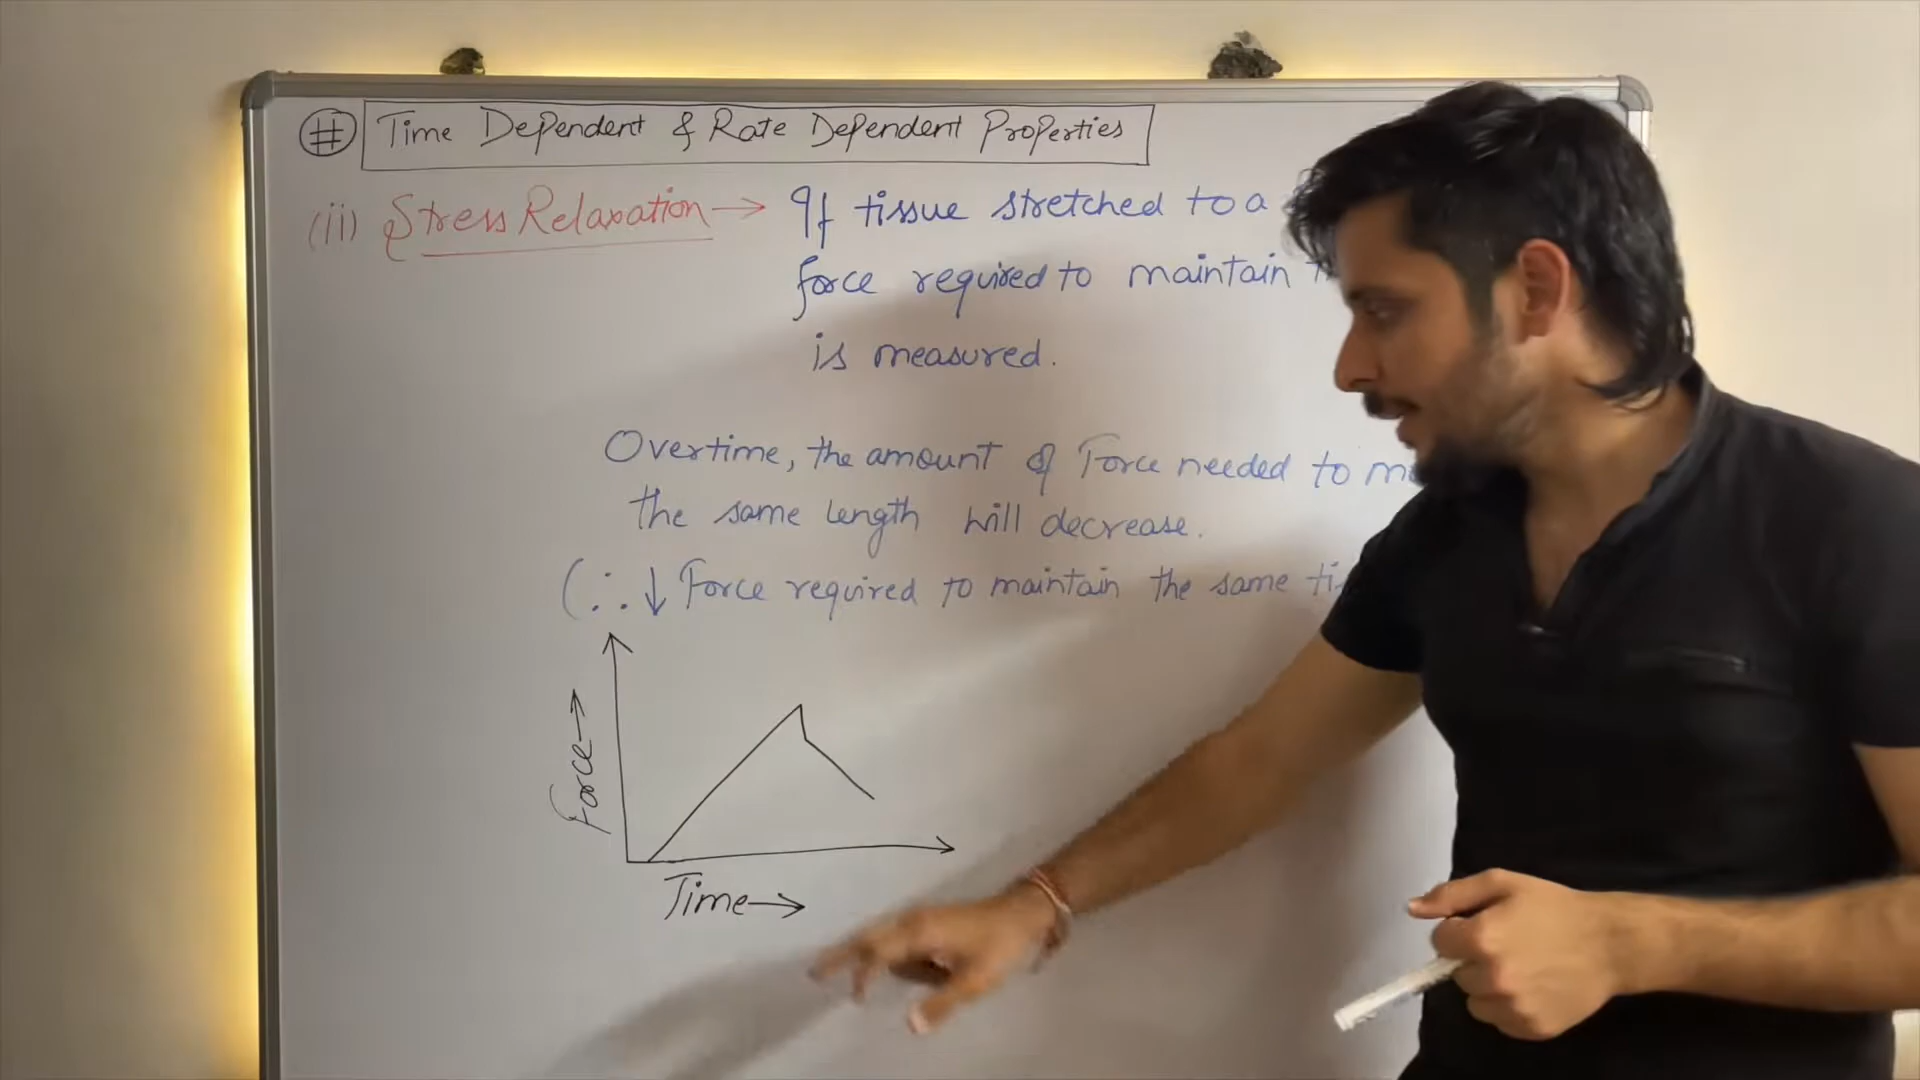 # Time Dependent & Rate Dependent Properties
(ii) Stress Relaxation → If tissue stretched to a
force required to maintain
is measured.
Overtime, the amount of Force needed to
the same length will decrease.
(∴ ↓ Force required to maintain the same
Force →
Time →